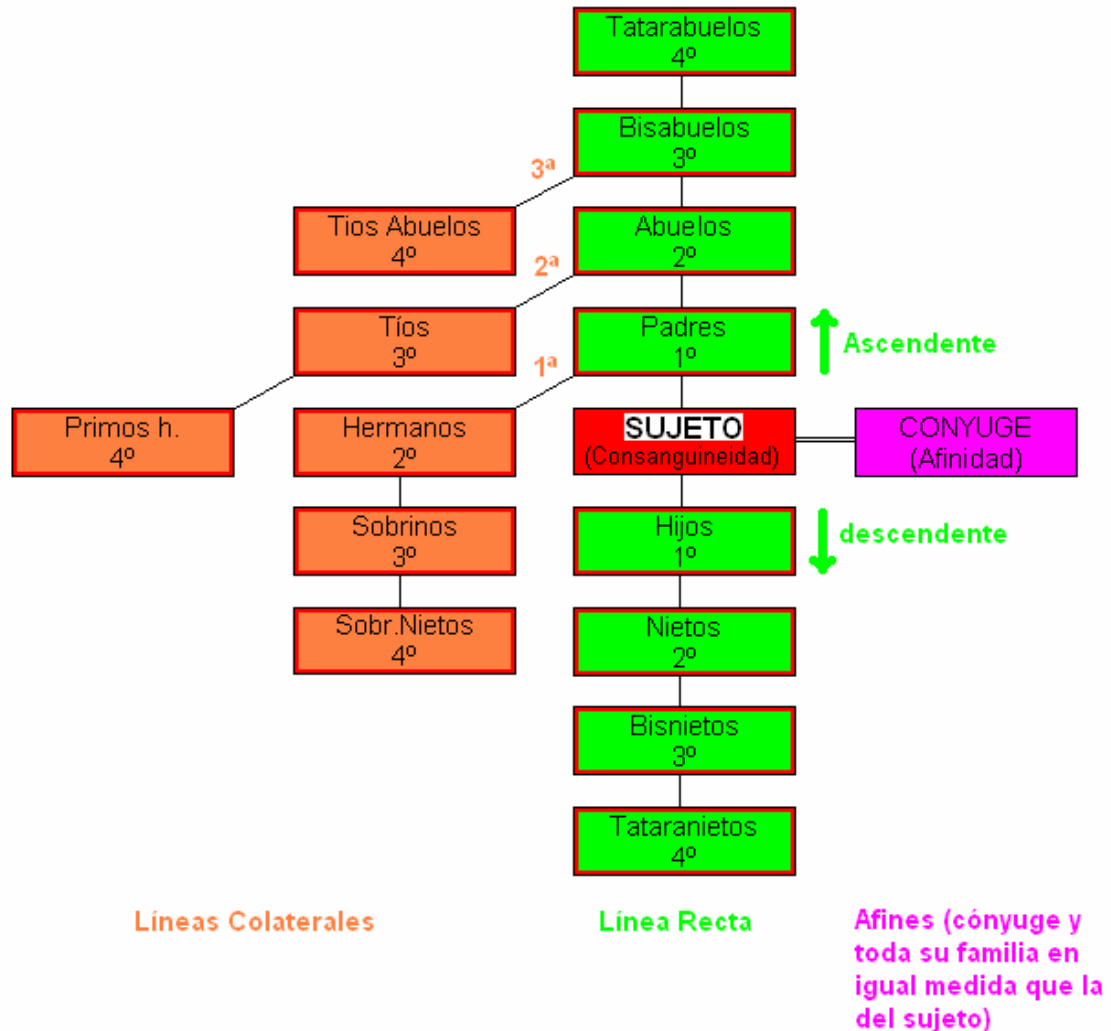 Tatarabuelos
4º
Bisabuelos
3º
3ª
Tios Abuelos
4º
Abuelos
2º
2ª
Tíos
3º
Padres
1º
Ascendente
1ª
Primos h.
4º
Hermanos
2º
SUJETO
(Consanguineidad)
CONYUGE
(Afinidad)
Sobrinos
3º
Hijos
1º
descendente
Sobr.Nietos
4º
Nietos
2º
Bisnietos
3º
Tataranietos
4º
Líneas Colaterales
Línea Recta
Afines (cónyuge y
toda su familia en
igual medida que la
del sujeto)